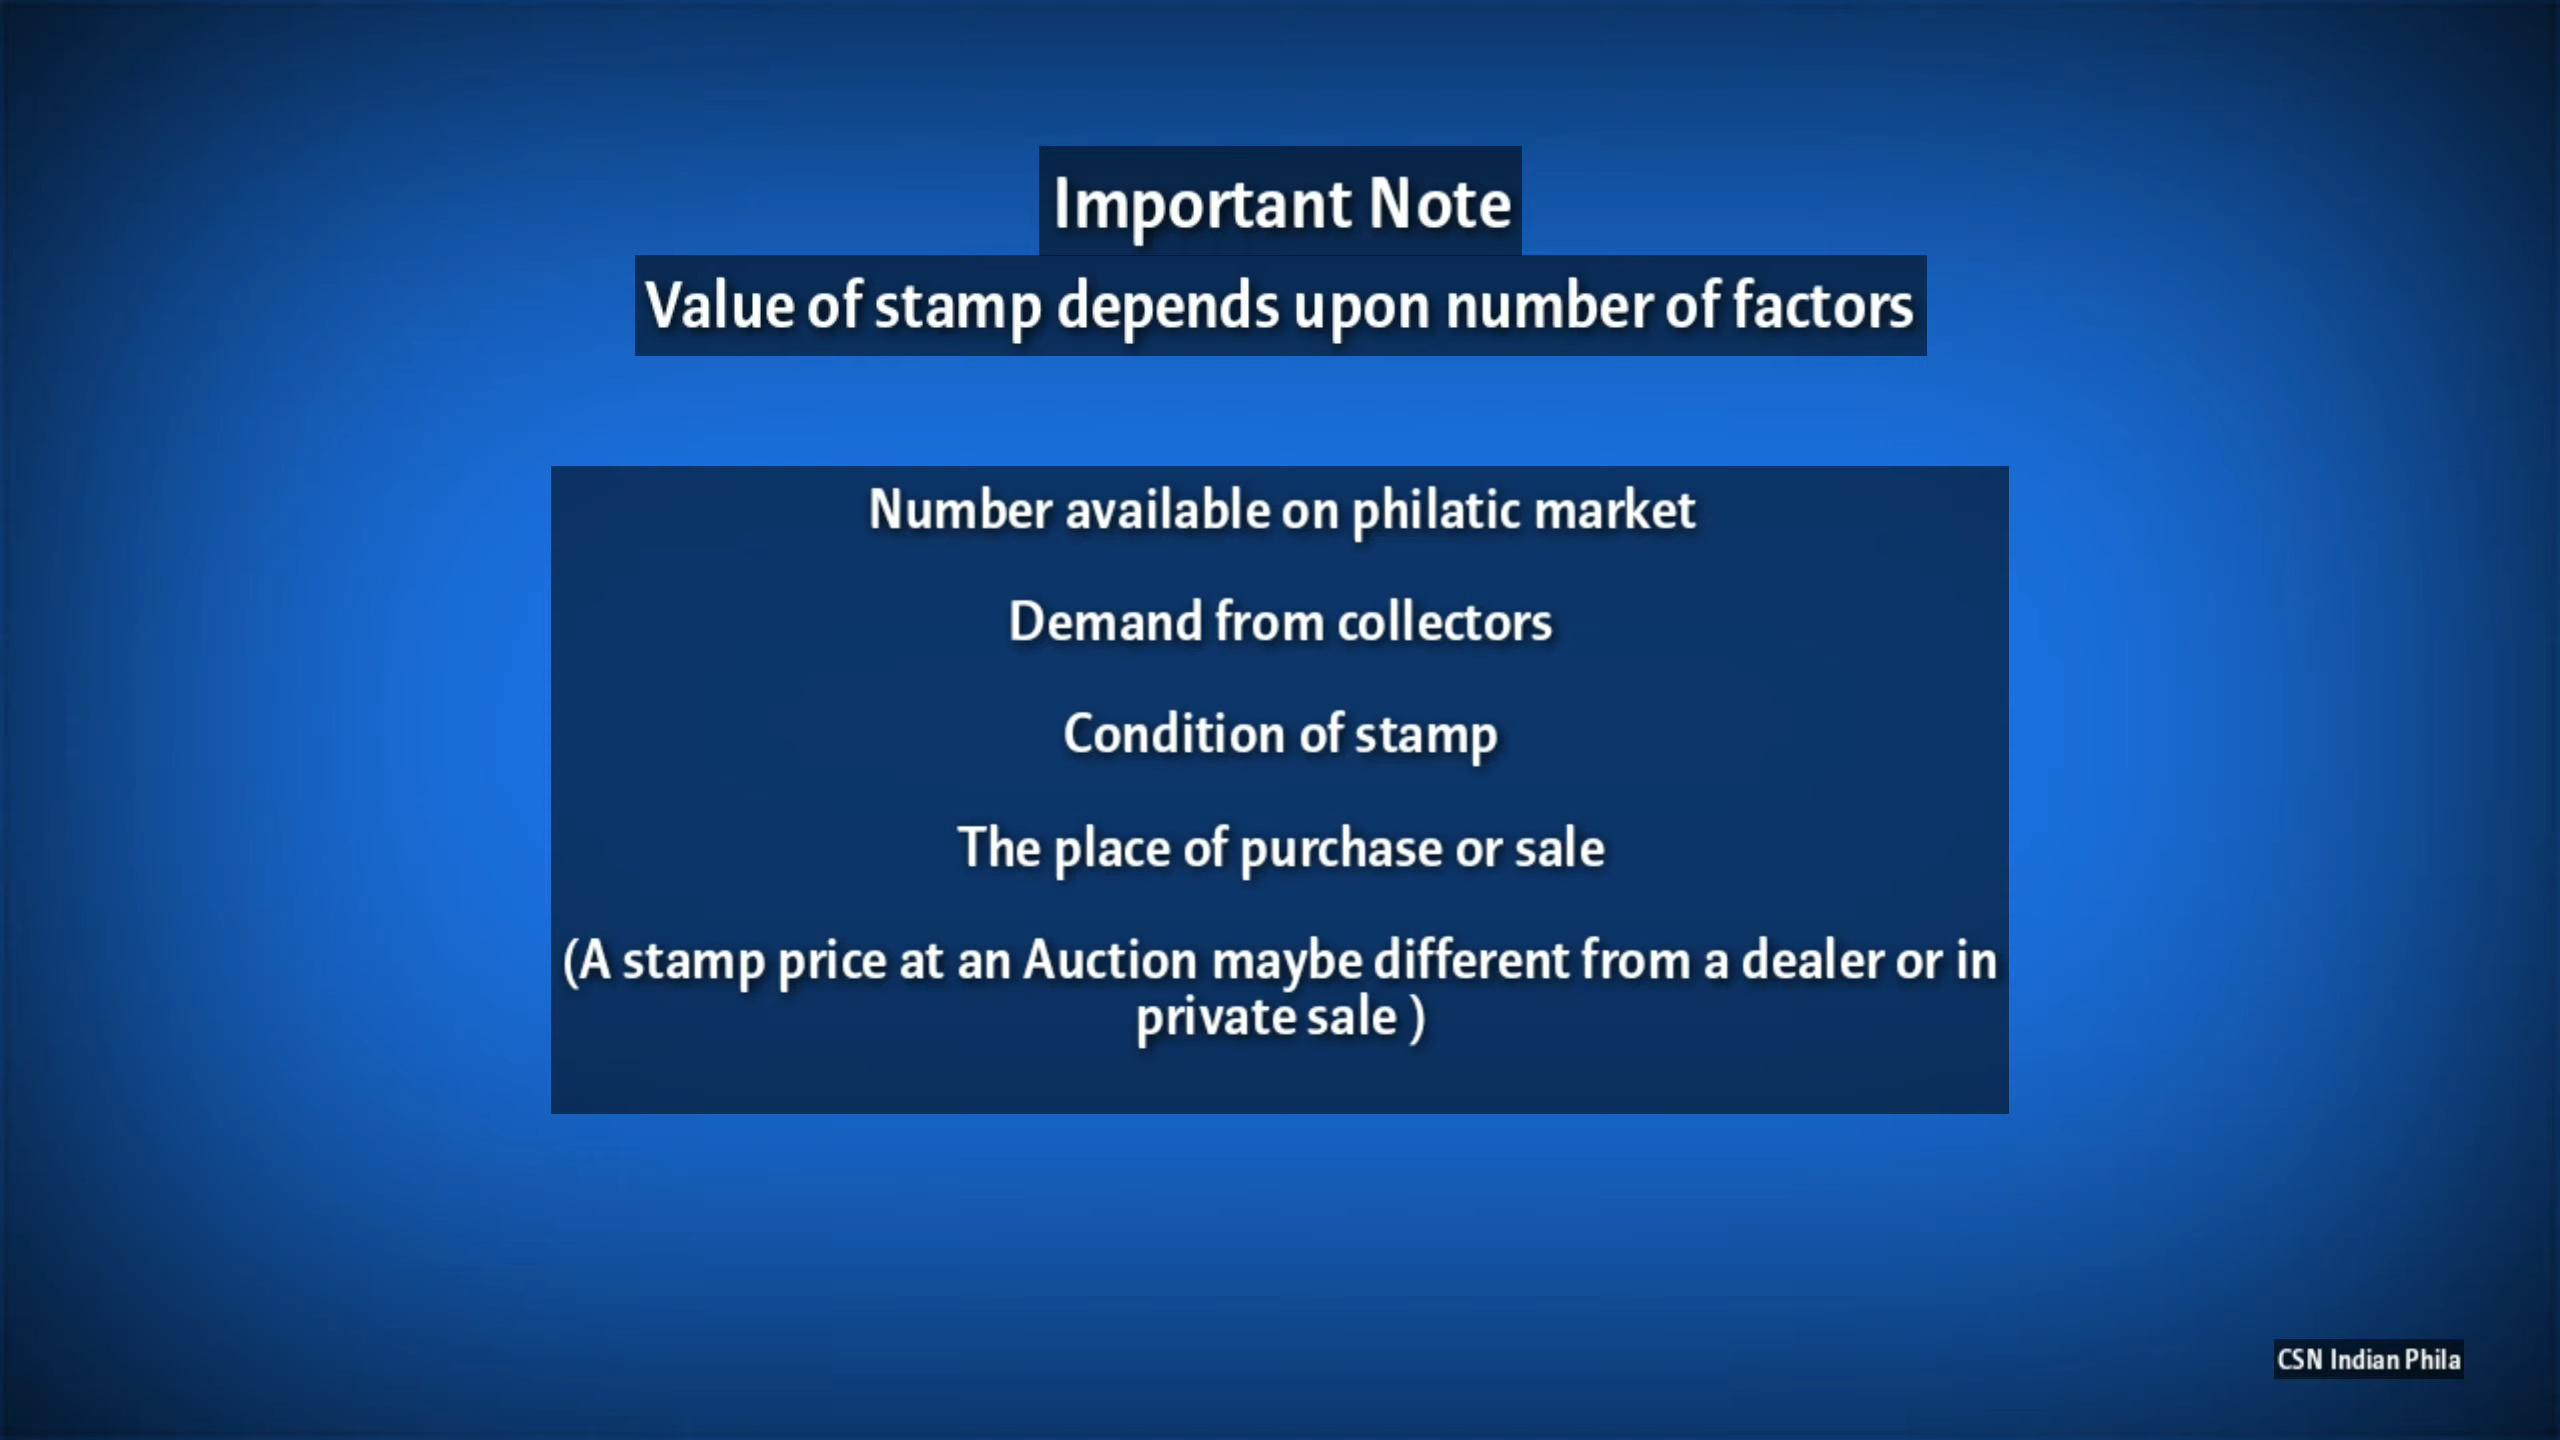 Important Note
Value of stamp depends upon number of factors
Number available on philatic market
Demand from collectors
Condition of stamp
The place of purchase or sale
(A stamp price at an Auction maybe different from a dealer or in
private sale )
CSN Indian Phila